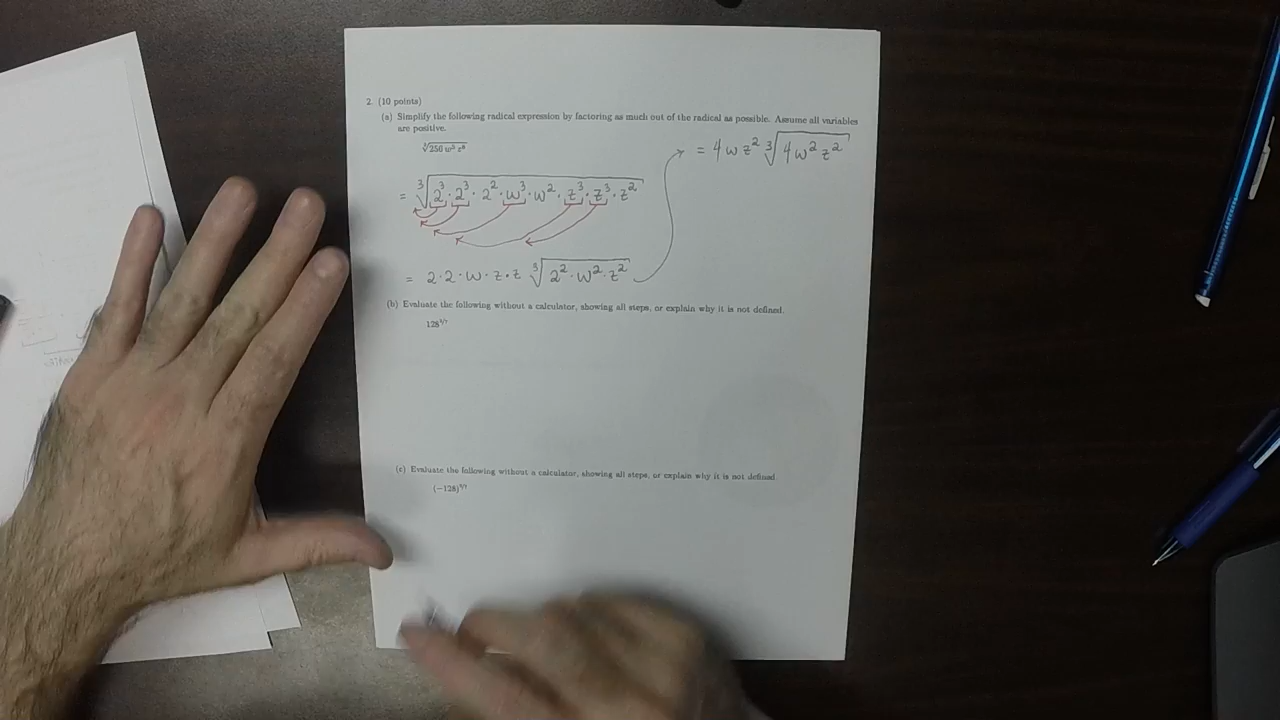 2. (10 points)
(a) Simplify the following radical expression by factoring as much out of the radical as possible. Assume all variables
are positive.
= ∛(2³ · 2³ · 2² · w³ · w² · z³ · z³ · z²)
= 2 · 2 · w · z · z ∛(2² · w² · z²)
= 4 w z² ∛(4 w² z²)
(b) Evaluate the following without a calculator, showing all steps, or explain why it is not defined.
(c) Evaluate the following without a calculator, showing all steps, or explain why it is not defined.